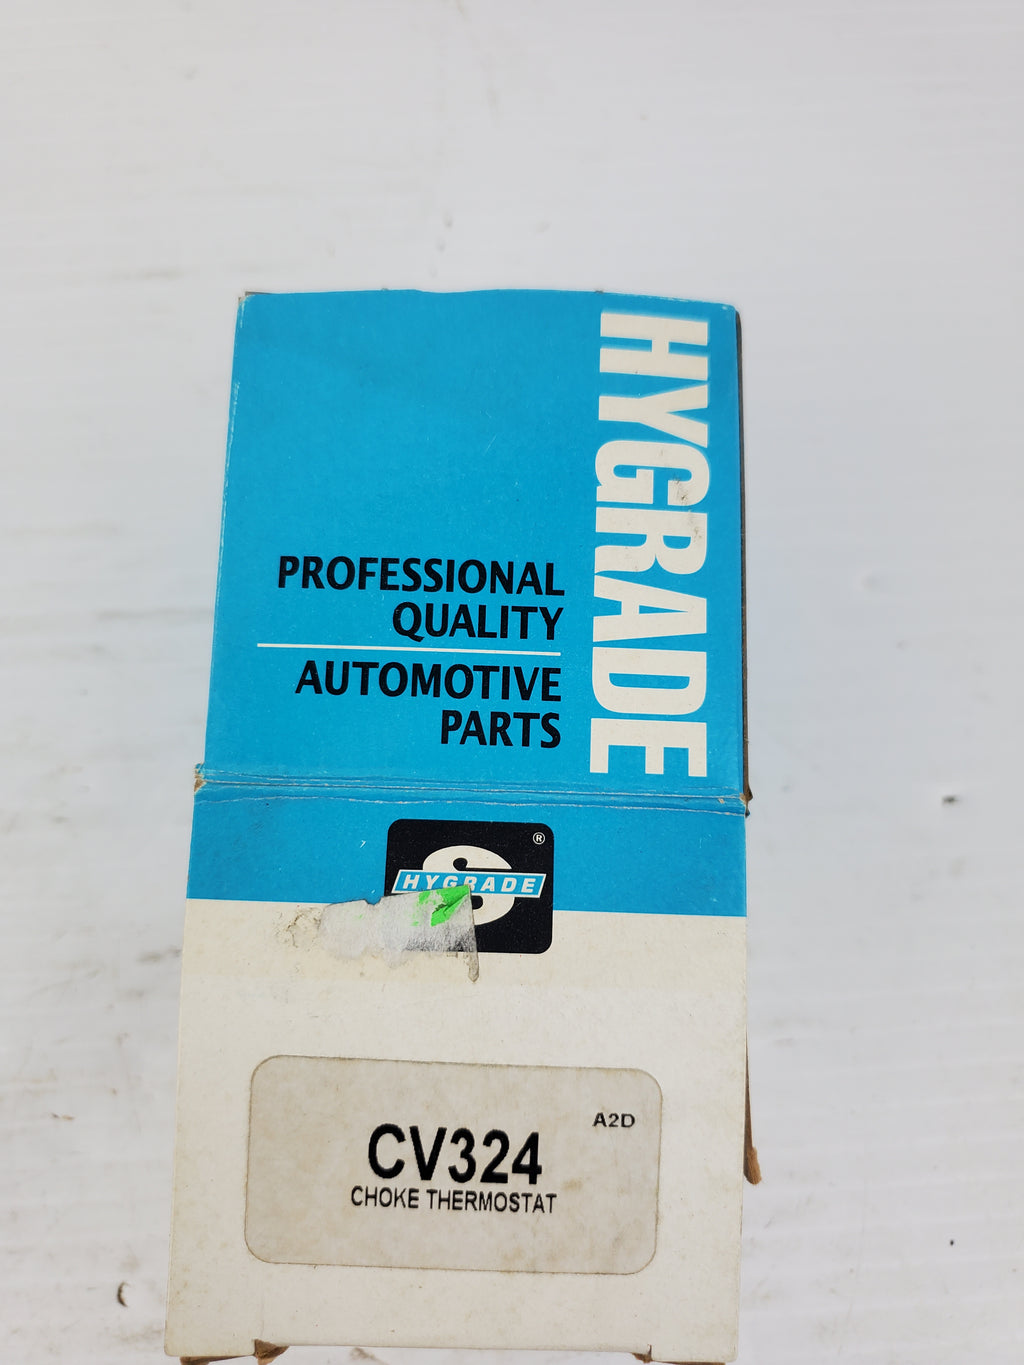 HYGRADE
PROFESSIONAL
QUALITY
AUTOMOTIVE
PARTS
S
®
HYGRADE
A2D
CV324
CHOKE THERMOSTAT